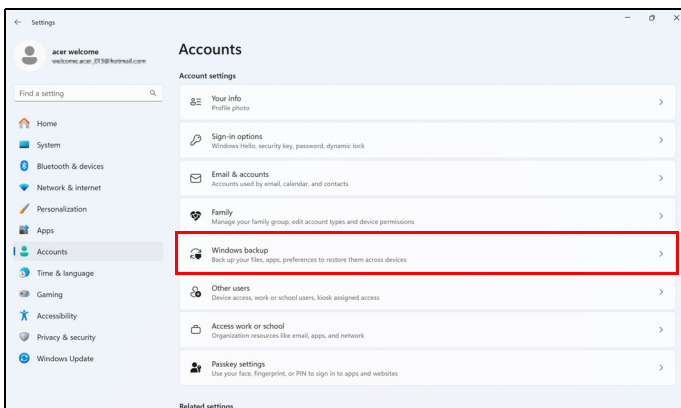 Settings
acer welcome
welcome.acer_013@hotmail.com
Find a setting
Home
System
Bluetooth & devices
Network & internet
Personalization
Apps
Accounts
Time & language
Gaming
Accessibility
Privacy & security
Windows Update
Accounts
Account settings
Your info
Profile photo
Sign-in options
Windows Hello, security key, password, dynamic lock
Email & accounts
Accounts used by email, calendar, and contacts
Family
Manage your family group, edit account types and device permissions
Windows backup
Back up your files, apps, preferences to restore them across devices
Other users
Device access, work or school users, kiosk assigned access
Access work or school
Organization resources like email, apps, and network
Passkey settings
Use your face, fingerprint, or PIN to sign in to apps and websites
Related settings